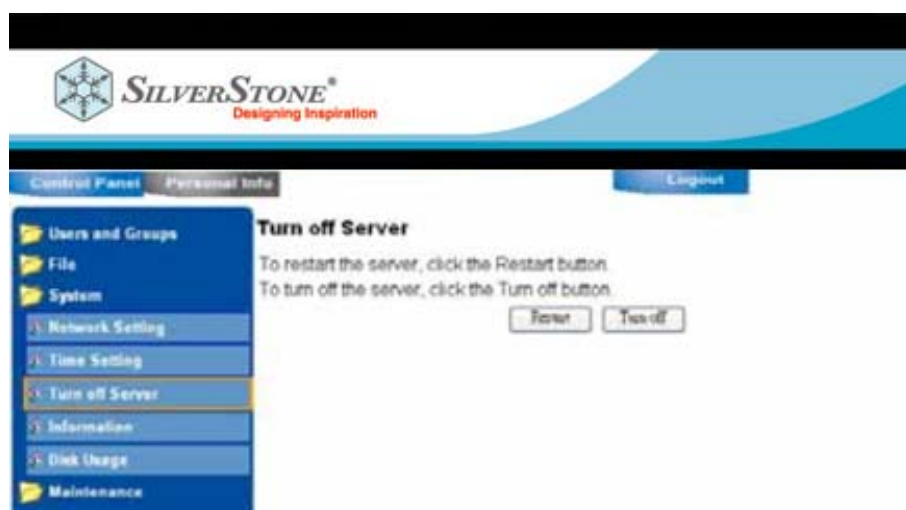 SILVERSTONE®
Designing Inspiration
Control Panel Personal Info Logout
Users and Groups
File
System
Network Setting
Time Setting
Turn off Server
Information
Disk Usage
Maintenance
Turn off Server
To restart the server, click the Restart button.
To turn off the server, click the Turn off button.
Restart Turn off